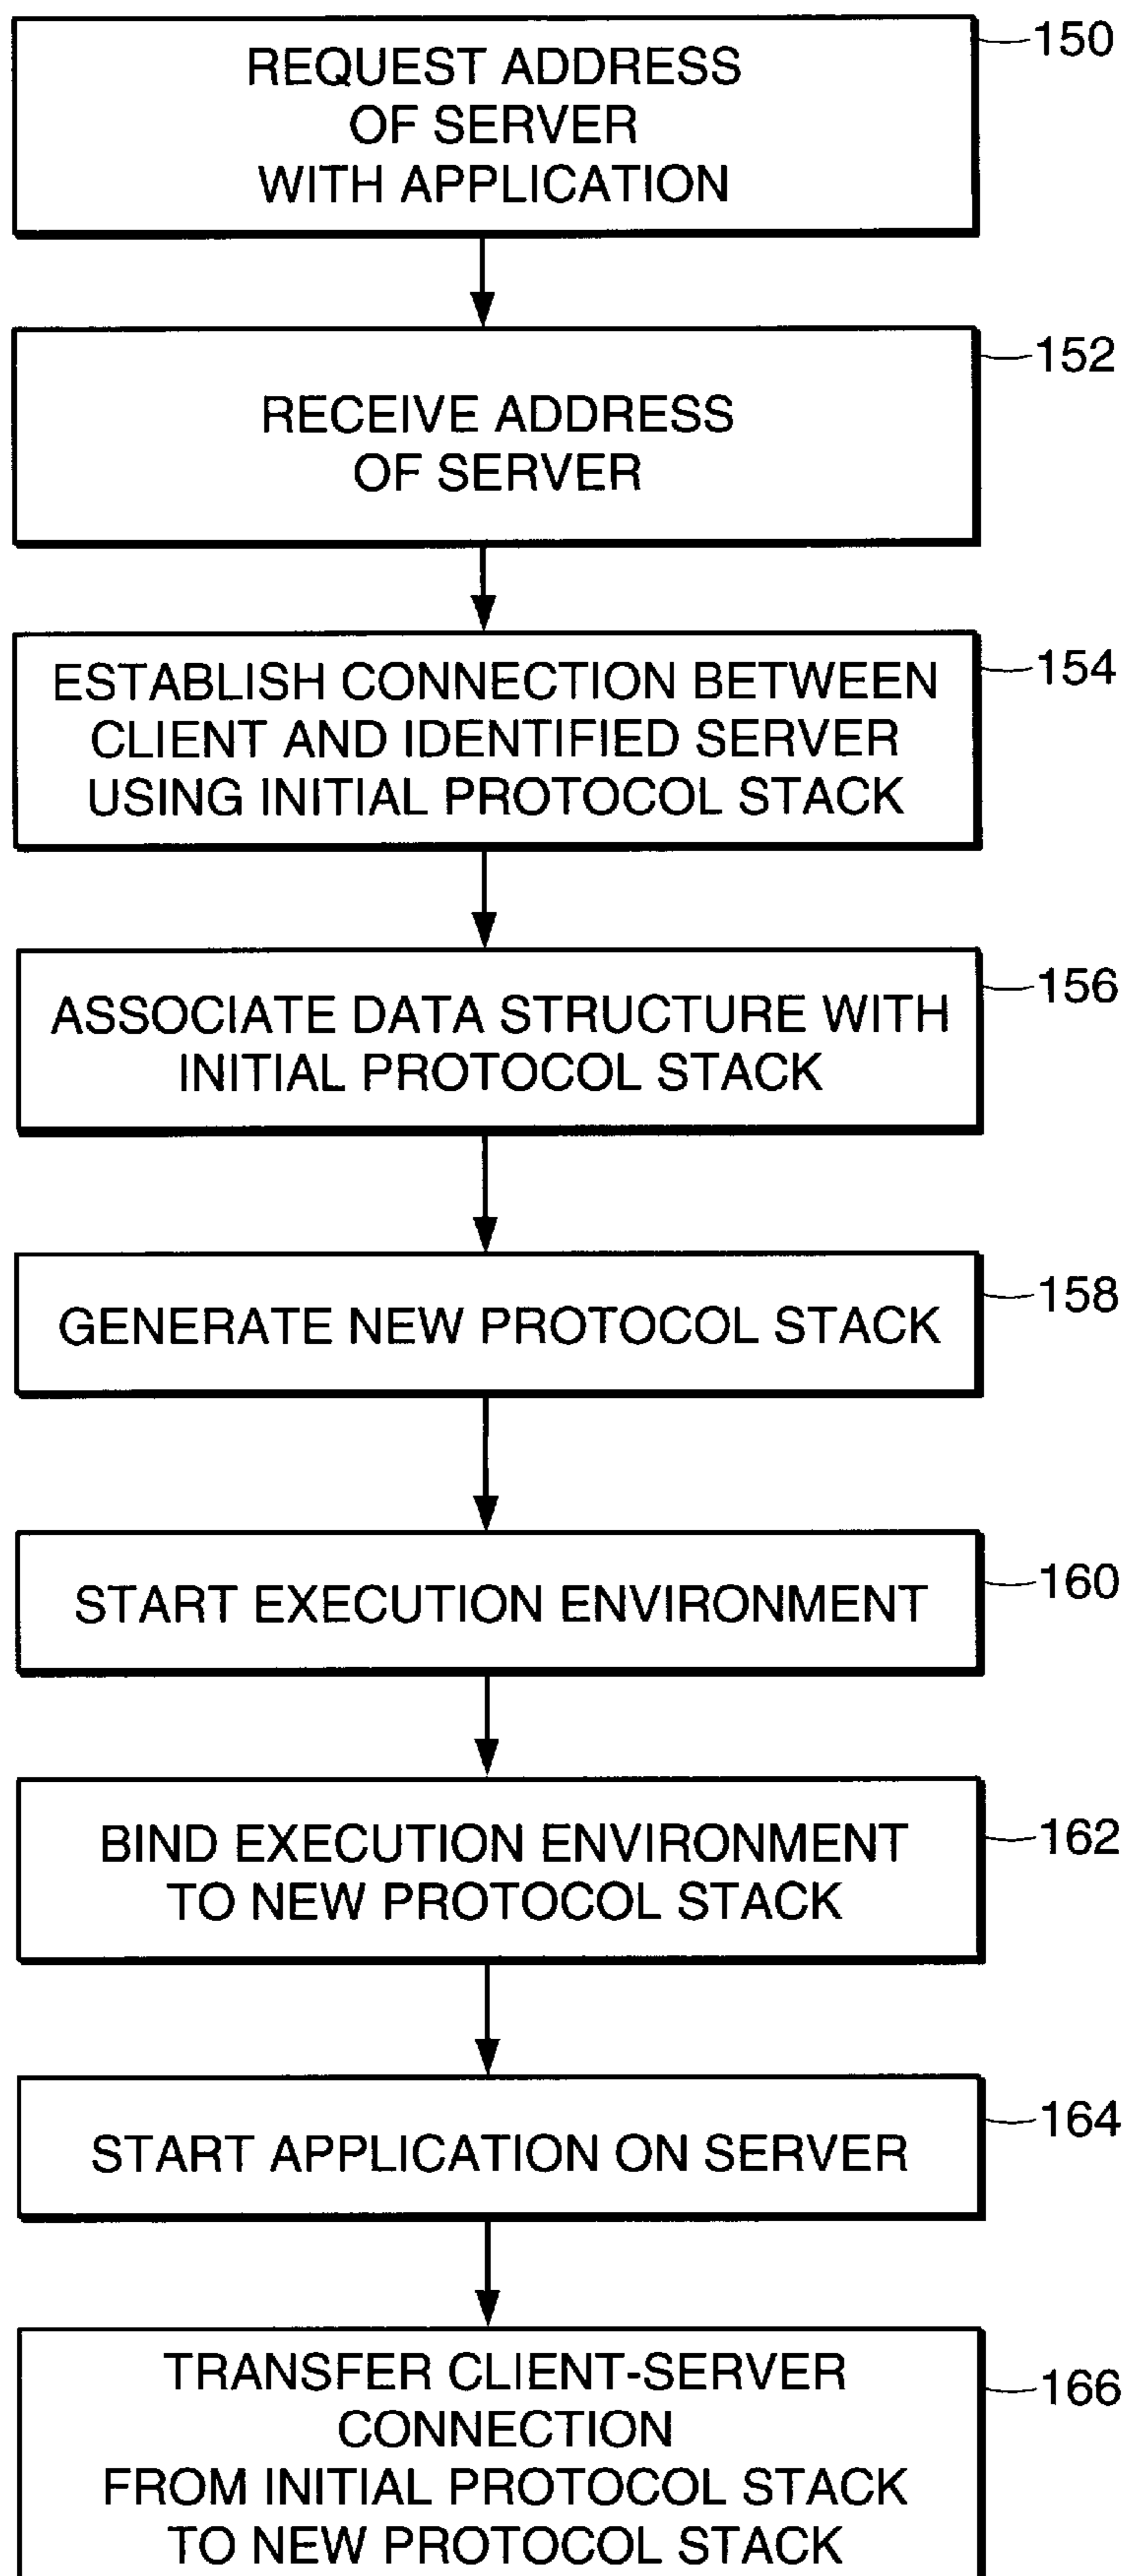 REQUEST ADDRESS
OF SERVER
WITH APPLICATION
150
RECEIVE ADDRESS
OF SERVER
152
ESTABLISH CONNECTION BETWEEN
CLIENT AND IDENTIFIED SERVER
USING INITIAL PROTOCOL STACK
154
ASSOCIATE DATA STRUCTURE WITH
INITIAL PROTOCOL STACK
156
GENERATE NEW PROTOCOL STACK
158
START EXECUTION ENVIRONMENT
160
BIND EXECUTION ENVIRONMENT
TO NEW PROTOCOL STACK
162
START APPLICATION ON SERVER
164
TRANSFER CLIENT-SERVER
CONNECTION
FROM INITIAL PROTOCOL STACK
TO NEW PROTOCOL STACK
166